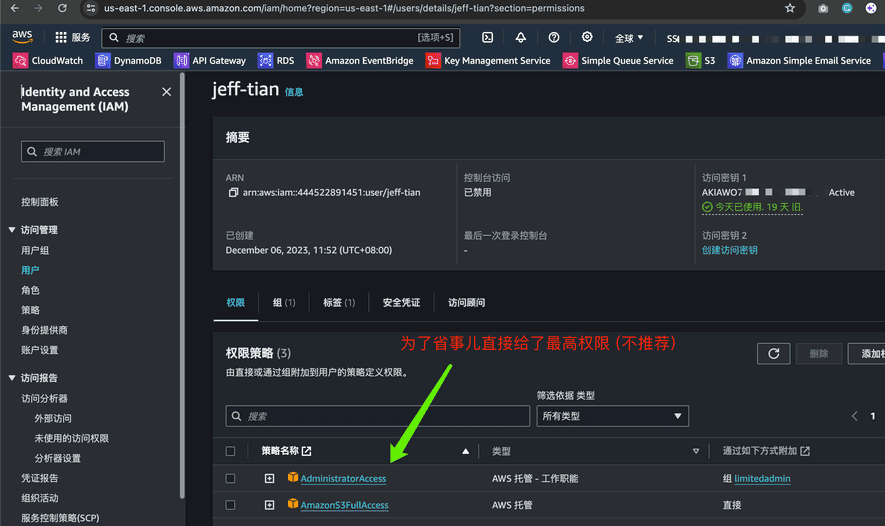 us-east-1.console.aws.amazon.com/iam/home?region=us-east-1#/users/details/jeff-tian?section=permissions
aws 服务 搜索 [选项+S] 全球
CloudWatch DynamoDB API Gateway RDS Amazon EventBridge Key Management Service Simple Queue Service S3 Amazon Simple Email Service
Identity and Access Management (IAM)
搜索 IAM
控制面板
访问管理
用户组
用户
角色
策略
身份提供商
账户设置
访问报告
访问分析器
外部访问
未使用的访问权限
分析器设置
凭证报告
组织活动
服务控制策略(SCP)
jeff-tian 信息
摘要
ARN
arn:aws:iam::444522891451:user/jeff-tian
控制台访问
已禁用
访问密钥 1
AKIAWO7 Active
今天已使用. 19 天 旧.
已创建
December 06, 2023, 11:52 (UTC+08:00)
最后一次登录控制台
-
访问密钥 2
创建访问密钥
权限 组 (1) 标签 (1) 安全凭证 访问顾问
为了省事儿直接给了最高权限 (不推荐)
权限策略 (3)
删除
由直接或通过组附加到用户的策略定义权限。
筛选依据 类型
搜索 所有类型 1
策略名称 类型 通过如下方式附加
AdministratorAccess AWS 托管 - 工作职能 组 limitedadmin
AmazonS3FullAccess AWS 托管 直接